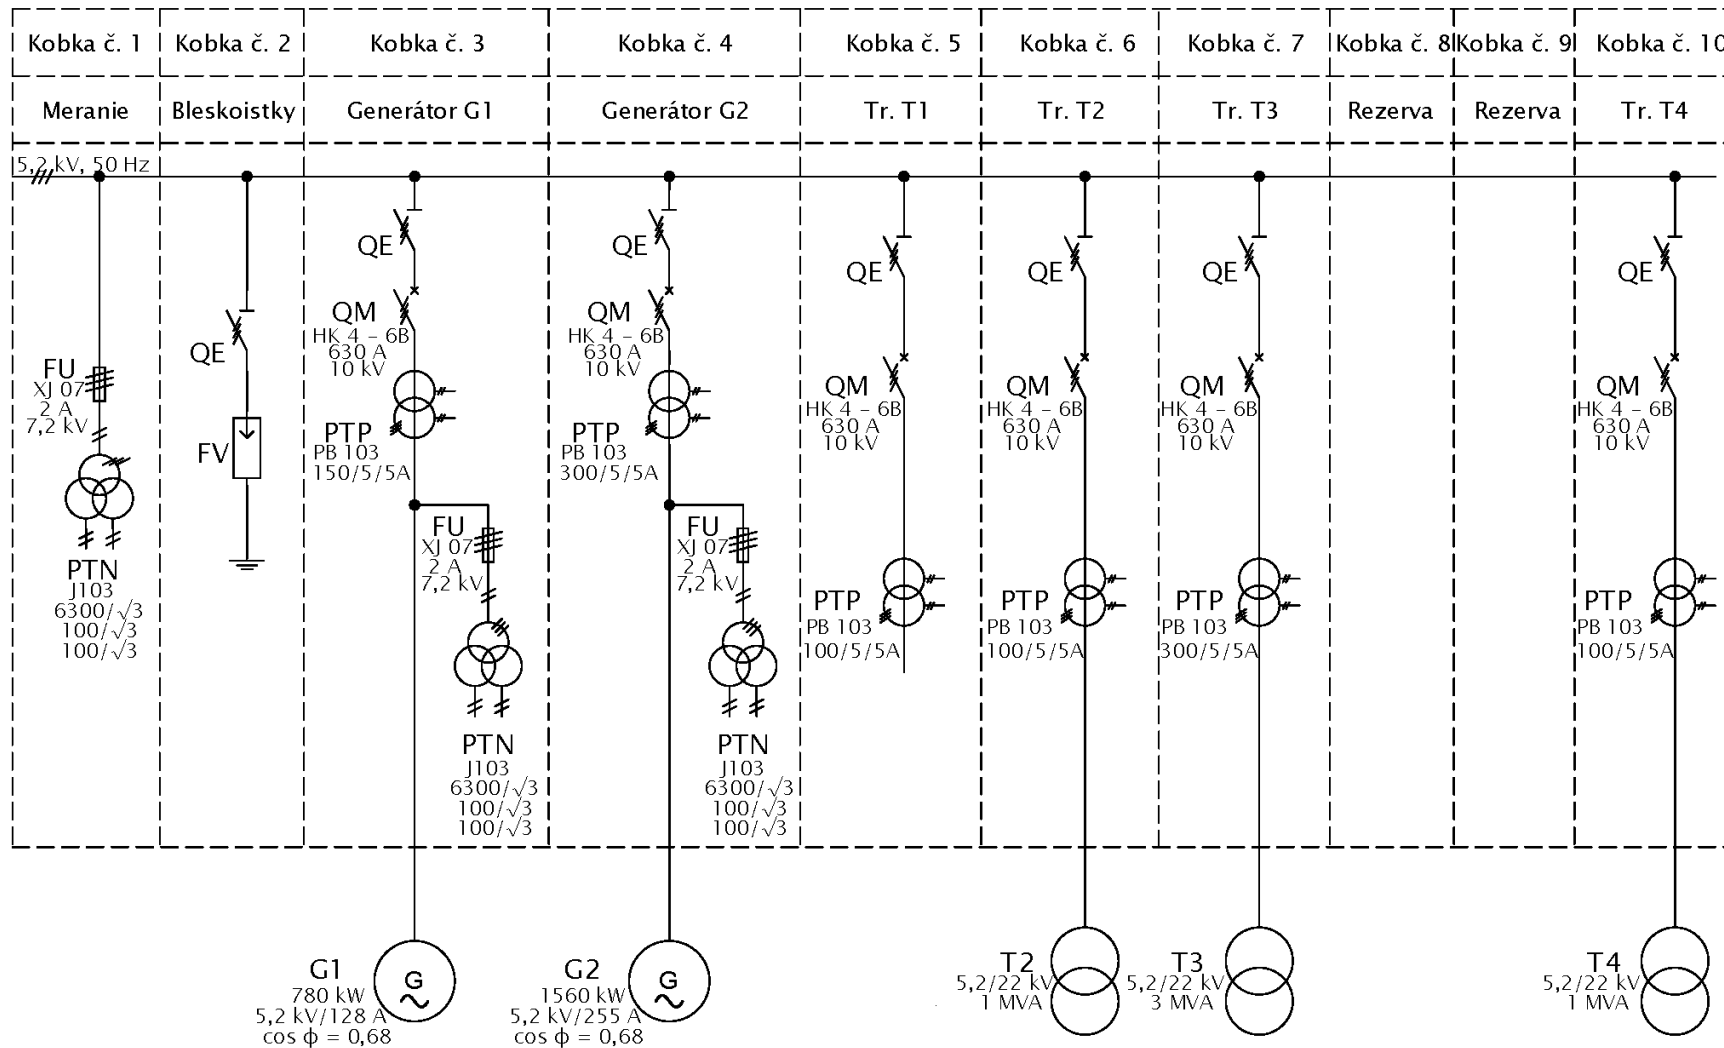 Kobka č. 1 Kobka č. 2 Kobka č. 3 Kobka č. 4 Kobka č. 5 Kobka č. 6 Kobka č. 7 Kobka č. 8 Kobka č. 9 Kobka č. 10
Meranie Bleskoistky Generátor G1 Generátor G2 Tr. T1 Tr. T2 Tr. T3 Rezerva Rezerva Tr. T4
5,2 kV, 50 Hz
FU
XJ 07
2 A
7,2 kV
PTN
J103
6300/√3
100/√3
100/√3
QE
FV
QE
QM
HK 4 – 6B
630 A
10 kV
PTP
PB 103
150/5/5A
FU
XJ 07
2 A
7,2 kV
PTN
J103
6300/√3
100/√3
100/√3
G1
780 kW
5,2 kV/128 A
cos ϕ = 0,68
G
QE
QM
HK 4 – 6B
630 A
10 kV
PTP
PB 103
300/5/5A
FU
XJ 07
2 A
7,2 kV
PTN
J103
6300/√3
100/√3
100/√3
G2
1560 kW
5,2 kV/255 A
cos ϕ = 0,68
G
QE
QM
HK 4 – 6B
630 A
10 kV
PTP
PB 103
100/5/5A
QE
QM
HK 4 – 6B
630 A
10 kV
PTP
PB 103
100/5/5A
T2
5,2/22 kV
1 MVA
QE
QM
HK 4 – 6B
630 A
10 kV
PTP
PB 103
300/5/5A
T3
5,2/22 kV
3 MVA
QE
QM
HK 4 – 6B
630 A
10 kV
PTP
PB 103
100/5/5A
T4
5,2/22 kV
1 MVA